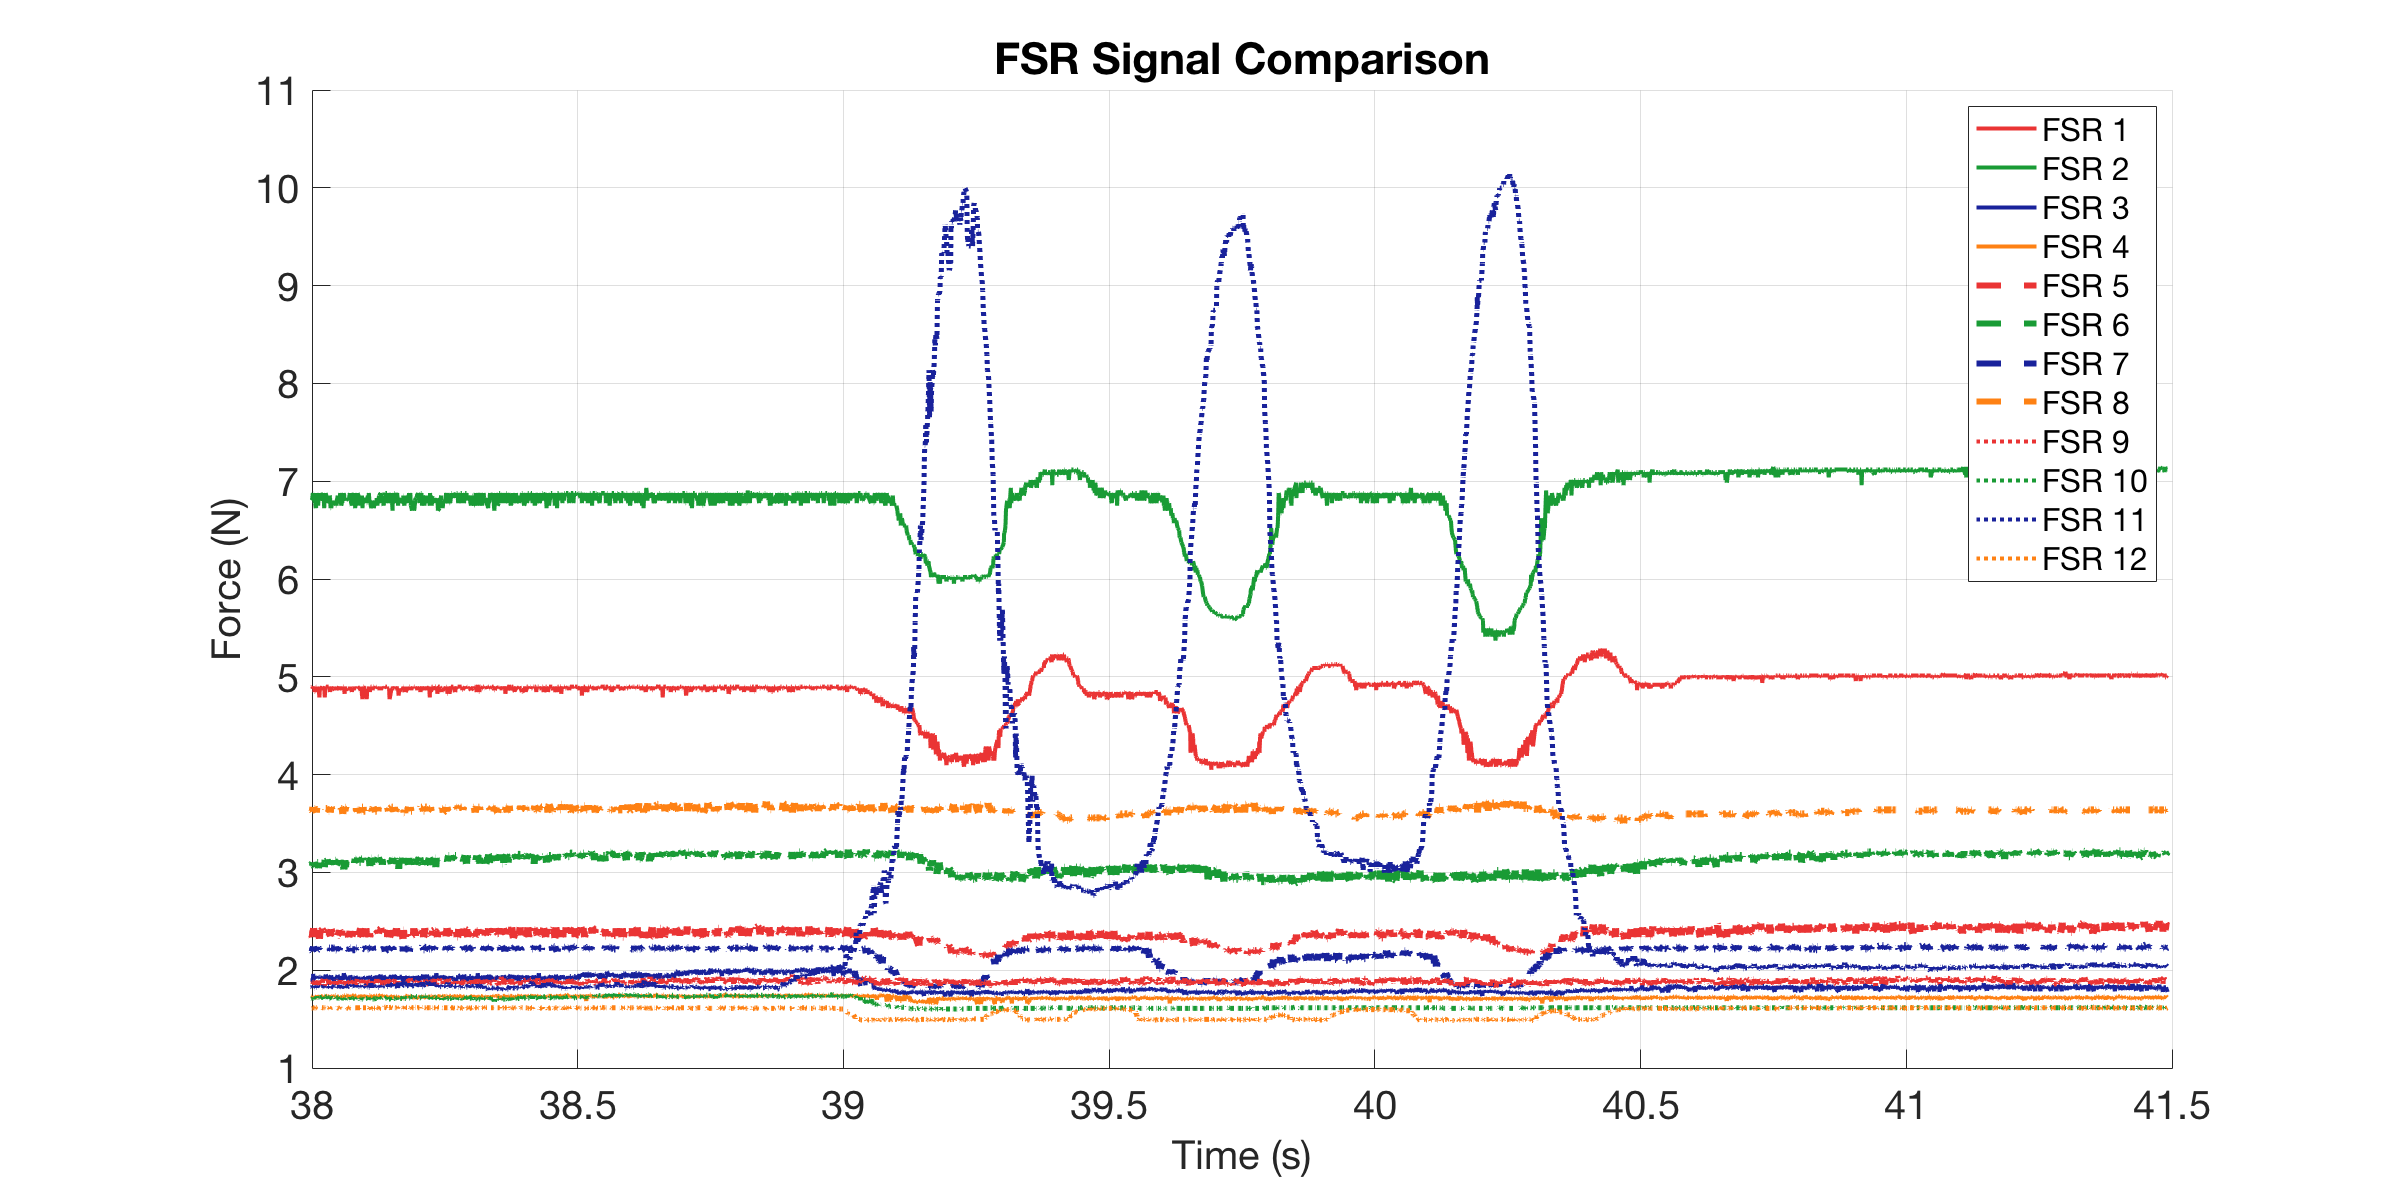 FSR Signal Comparison
Force (N)
11
10
9
8
7
6
5
4
3
2
1
38
38.5
39
39.5
40
40.5
41
41.5
Time (s)
FSR 1
FSR 2
FSR 3
FSR 4
FSR 5
FSR 6
FSR 7
FSR 8
FSR 9
FSR 10
FSR 11
FSR 12